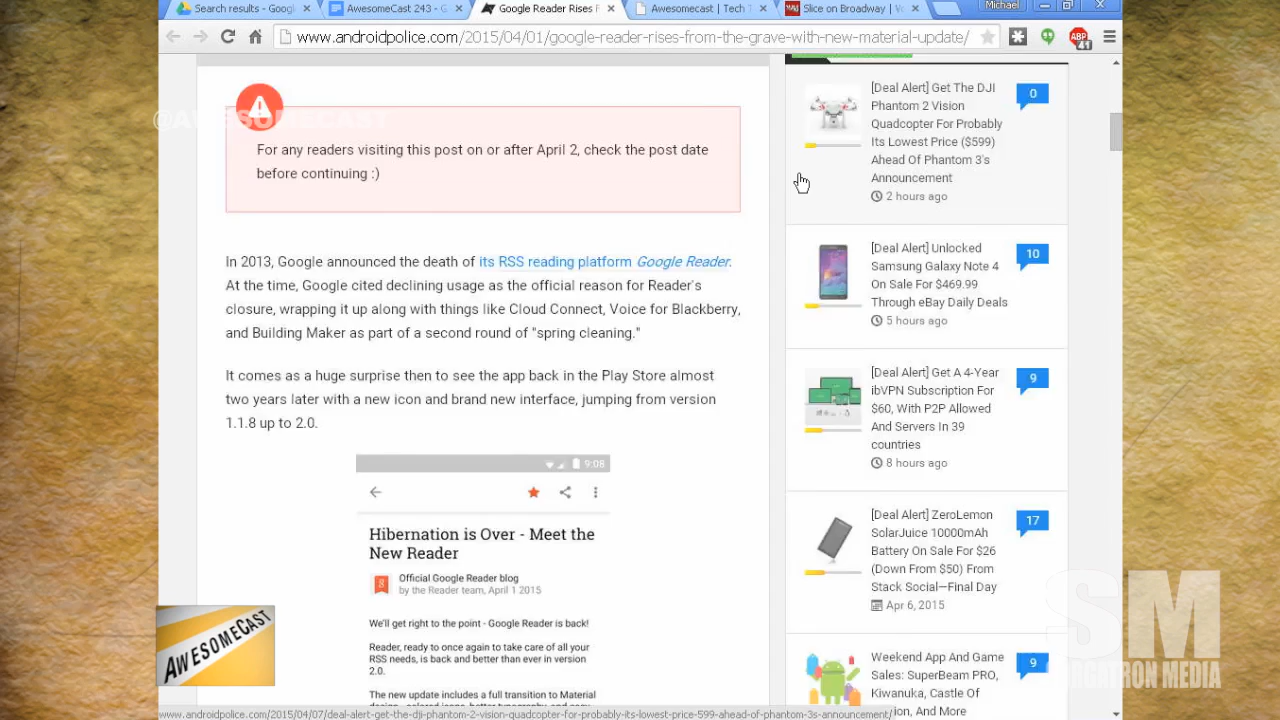 Search results - Googl
AwesomeCast 243 - G
Google Reader Rises F
Awesomecast | Tech T
Slice on Broadway | Vo
Michael
www.androidpolice.com/2015/04/01/google-reader-rises-from-the-grave-with-new-material-update/
ABP
41
@AWESOMECAST
For any readers visiting this post on or after April 2, check the post date
before continuing :)
In 2013, Google announced the death of its RSS reading platform Google Reader.
At the time, Google cited declining usage as the official reason for Reader's
closure, wrapping it up along with things like Cloud Connect, Voice for Blackberry,
and Building Maker as part of a second round of "spring cleaning."
It comes as a huge surprise then to see the app back in the Play Store almost
two years later with a new icon and brand new interface, jumping from version
1.1.8 up to 2.0.
9:08
Hibernation is Over - Meet the
New Reader
Official Google Reader blog
by the Reader team, April 1 2015
We'll get right to the point - Google Reader is back!
Reader, ready to once again to take care of all your
RSS needs, is back and better than ever in version
2.0.
The new update includes a full transition to Material
[Deal Alert] Get The DJI
Phantom 2 Vision
Quadcopter For Probably
Its Lowest Price ($599)
Ahead Of Phantom 3's
Announcement
2 hours ago
0
[Deal Alert] Unlocked
Samsung Galaxy Note 4
On Sale For $469.99
Through eBay Daily Deals
5 hours ago
10
[Deal Alert] Get A 4-Year
ibVPN Subscription For
$60, With P2P Allowed
And Servers In 39
countries
8 hours ago
9
[Deal Alert] ZeroLemon
SolarJuice 10000mAh
Battery On Sale For $26
(Down From $50) From
Stack Social—Final Day
Apr 6, 2015
17
Weekend App And Game
Sales: SuperBeam PRO,
Kiwanuka, Castle Of
ion, And More
9
AWESOMECAST
SM
RGATRON MEDIA
www.androidpolice.com/2015/04/07/deal-alert-get-the-dji-phantom-2-vision-quadcopter-for-probably-its-lowest-price-599-ahead-of-phantom-3s-announcement/